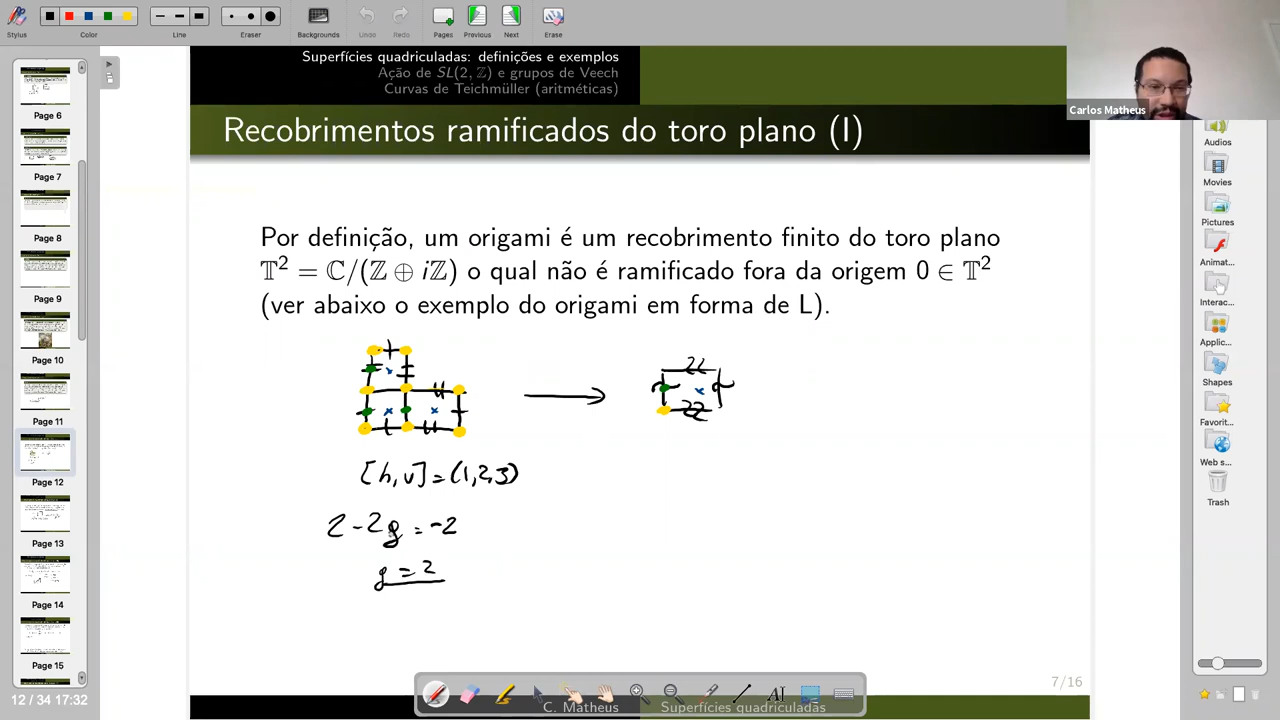 Stylus
Color
Line
Eraser
Backgrounds
Undo
Redo
Pages
Previous
Next
Erase
Carlos Matheus
Superfícies quadriculadas: definições e exemplos
Ação de SL(2, ℤ) e grupos de Veech
Curvas de Teichmüller (aritméticas)
Recobrimentos ramificados do toro plano (I)
Por definição, um origami é um recobrimento finito do toro plano
𝕋² = ℂ/(ℤ ⊕ iℤ) o qual não é ramificado fora da origem 0 ∈ 𝕋²
(ver abaixo o exemplo do origami em forma de L).
[h, v] = (1,2,3)
2 - 2g = -2
g = 2
7/16
C. Matheus
Superfícies quadriculadas
Page 6
Page 7
Page 8
Page 9
Page 10
Page 11
Page 12
Page 13
Page 14
Page 15
12 / 34
17:32
Audios
Movies
Pictures
Animat...
Interac...
Applic...
Shapes
Favorit...
Web s...
Trash